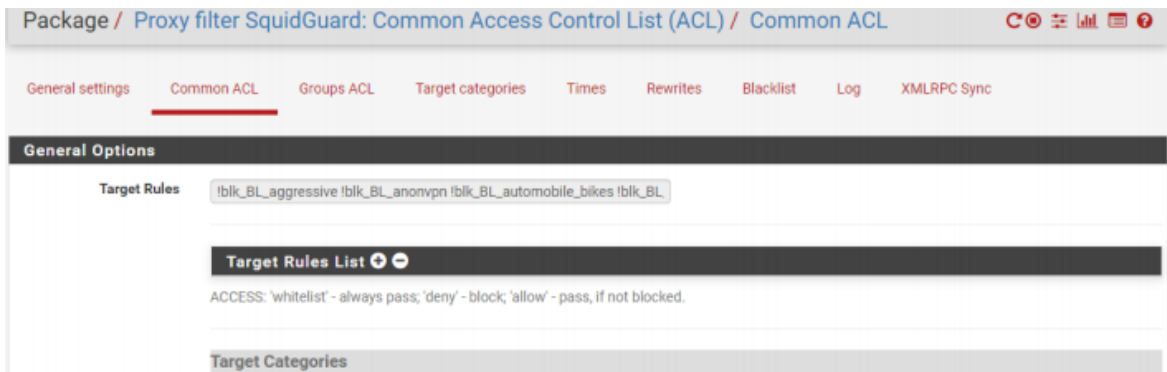 Package / Proxy filter SquidGuard: Common Access Control List (ACL) / Common ACL
General settings Common ACL Groups ACL Target categories Times Rewrites Blacklist Log XMLRPC Sync
General Options
Target Rules !blk_BL_aggressive !blk_BL_anonvpn !blk_BL_automobile_bikes !blk_BL_
Target Rules List
ACCESS: 'whitelist' - always pass; 'deny' - block; 'allow' - pass, if not blocked.
Target Categories